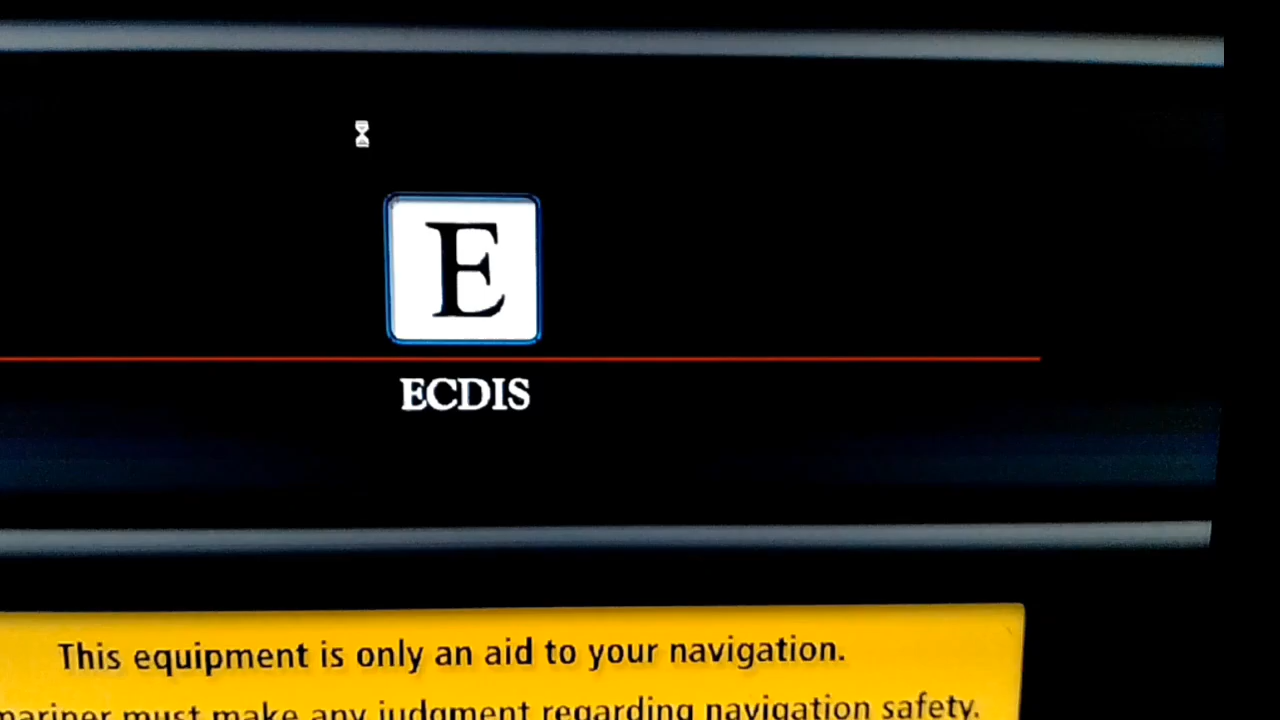 E
ECDIS
This equipment is only an aid to your navigation.
mariner must make any judgment regarding navigation safety.